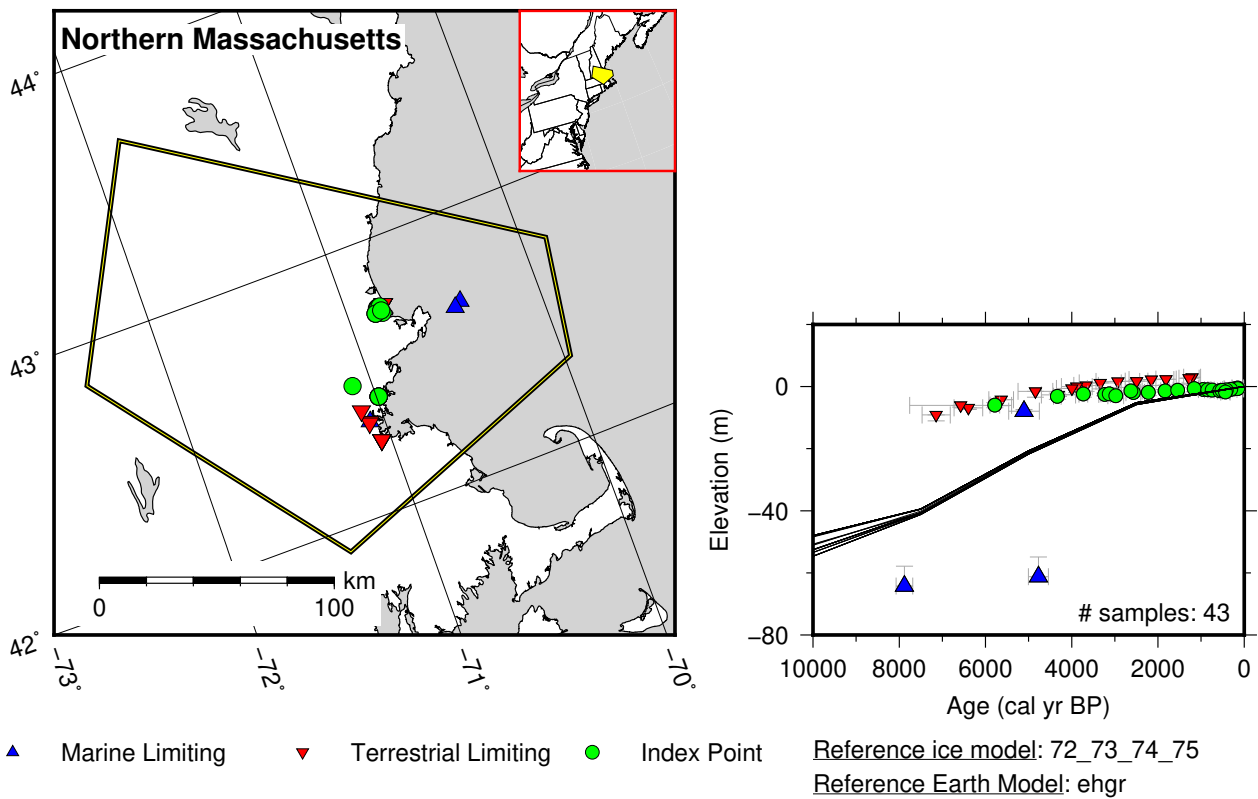 Northern Massachusetts
44°
43°
42°
−73°
−72°
−71°
−70°
km
0
100
Elevation (m)
0
−40
−80
# samples: 43
10000
8000
6000
4000
2000
0
Age (cal yr BP)
Marine Limiting
Terrestrial Limiting
Index Point
Reference ice model: 72_73_74_75
Reference Earth Model: ehgr